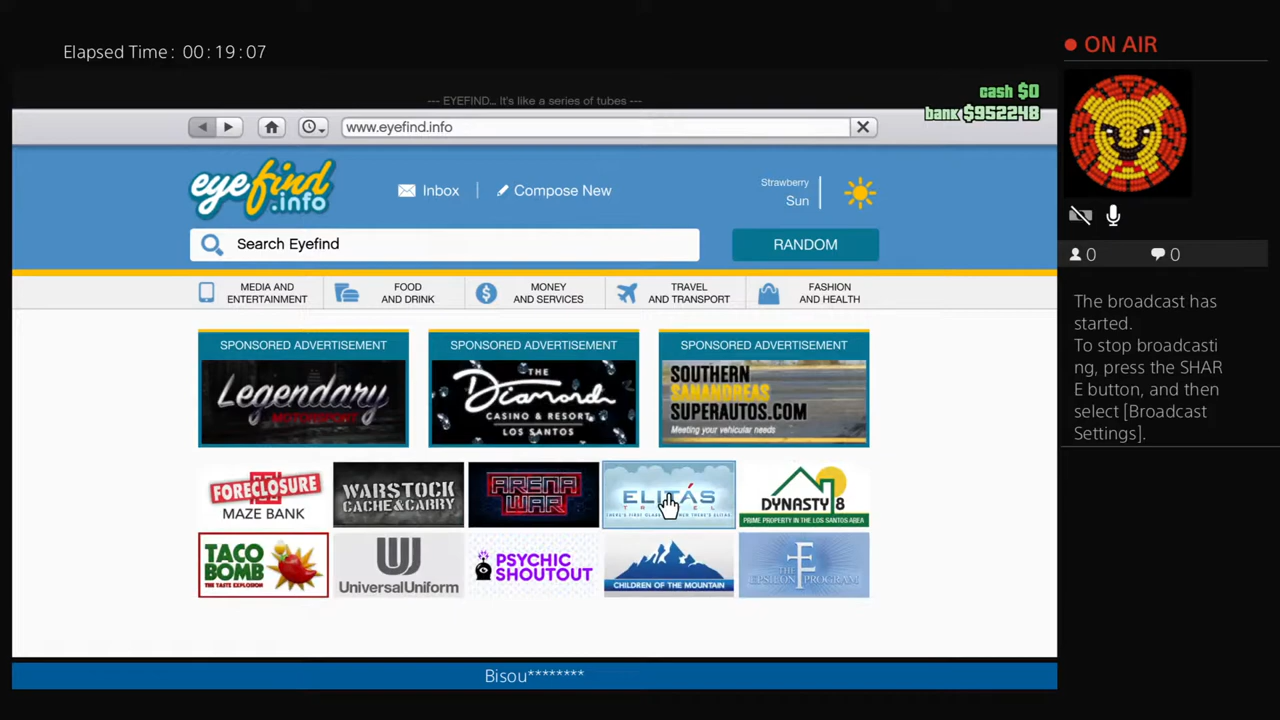 Elapsed Time: 00:19:07
ON AIR
--- EYEFIND... It's like a series of tubes ---
cash $0
bank $952248
www.eyefind.info
eyefind
.info
Inbox
Compose New
Strawberry
Sun
Search Eyefind
RANDOM
0
0
MEDIA AND
ENTERTAINMENT
FOOD
AND DRINK
MONEY
AND SERVICES
TRAVEL
AND TRANSPORT
FASHION
AND HEALTH
The broadcast has
started.
To stop broadcasti
ng, press the SHAR
E button, and then
select [Broadcast
Settings].
SPONSORED ADVERTISEMENT
Legendary
MOTORSPORT
SPONSORED ADVERTISEMENT
THE
Diamond
CASINO & RESORT
LOS SANTOS
SPONSORED ADVERTISEMENT
SOUTHERN
SANANDREAS
SUPERAUTOS.COM
Meeting your vehicular needs
FORECLOSURE
MAZE BANK
WARSTOCK
CACHE & CARRY
ARENA
WAR
ELITÁS
TRAVEL
DYNASTY 8
PRIME PROPERTY IN THE LOS SANTOS AREA
TACO
BOMB
THE TASTE EXPLOSION
UniversalUniform
PSYCHIC
SHOUTOUT
CHILDREN OF THE MOUNTAIN
THE
EPSILON PROGRAM
Bisou********